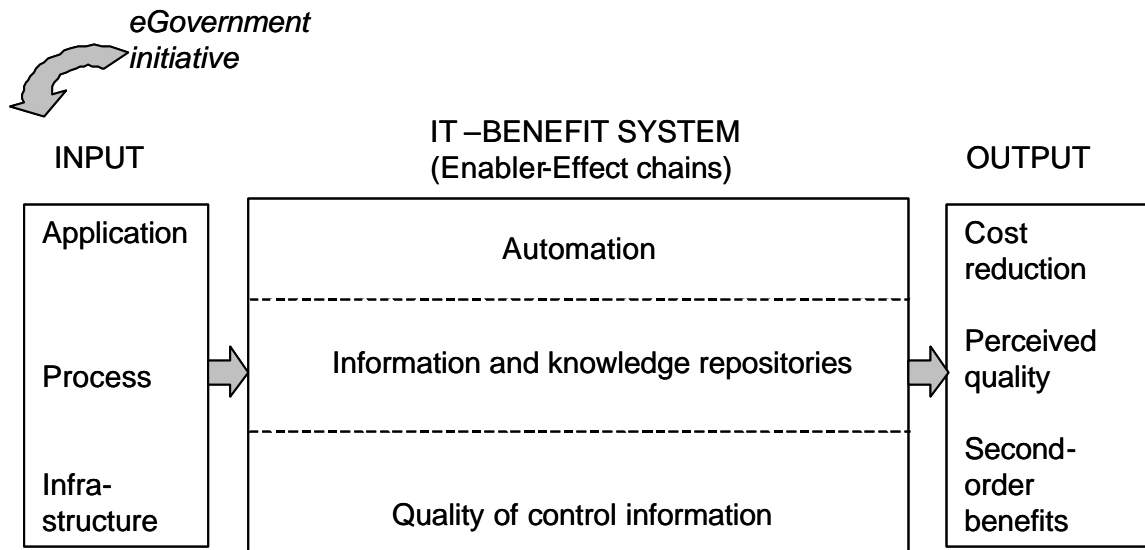 eGovernment
initiative
INPUT
IT –BENEFIT SYSTEM
(Enabler-Effect chains)
OUTPUT
Application
Process
Infra-
structure
Automation
Information and knowledge repositories
Quality of control information
Cost
reduction
Perceived
quality
Second-
order
benefits